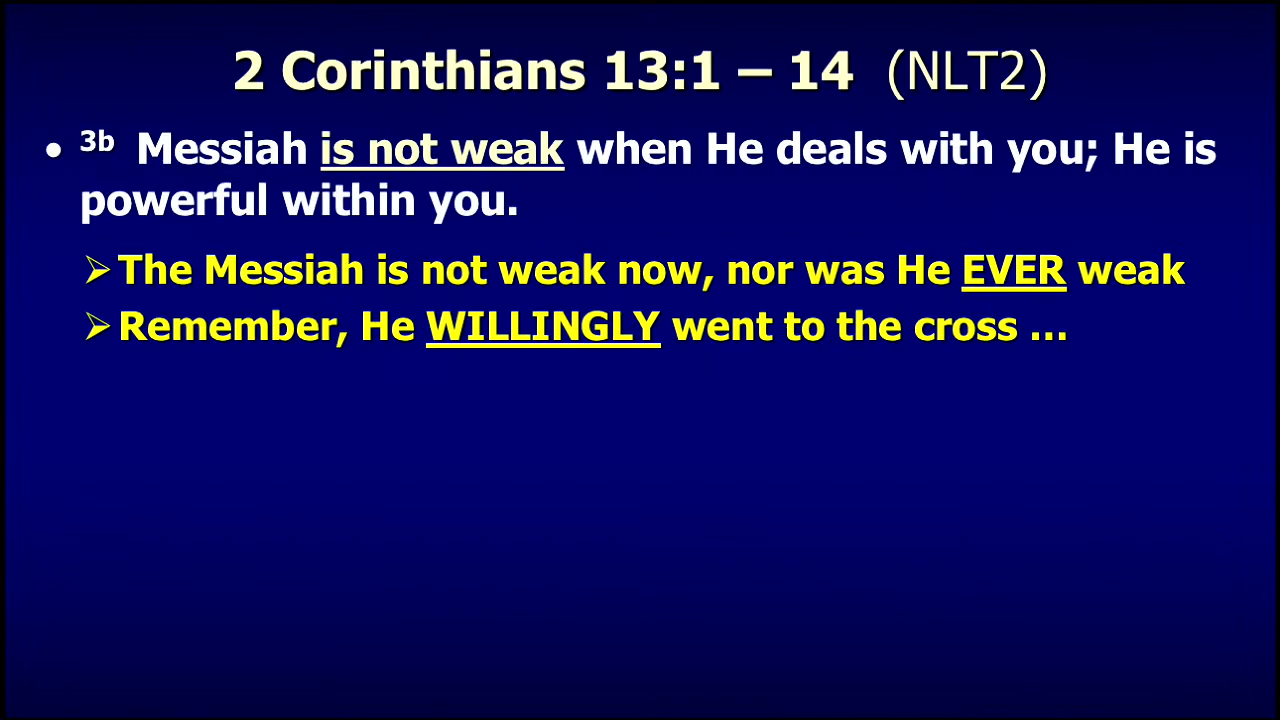 2 Corinthians 13:1 – 14 (NLT2)
• 3b Messiah is not weak when He deals with you; He is
powerful within you.
➢ The Messiah is not weak now, nor was He EVER weak
➢ Remember, He WILLINGLY went to the cross …